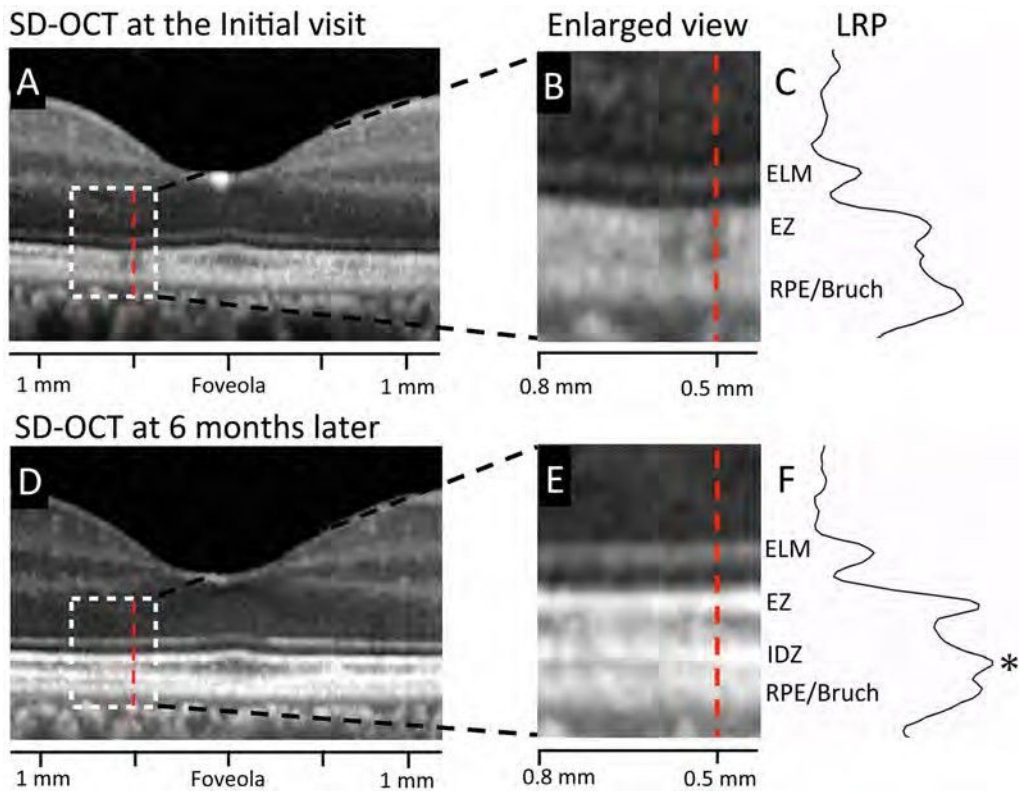 SD-OCT at the Initial visit
Enlarged view
LRP
A
B
C
ELM
EZ
RPE/Bruch
1 mm
Foveola
1 mm
0.8 mm
0.5 mm
SD-OCT at 6 months later
D
E
F
ELM
EZ
IDZ
*
RPE/Bruch
1 mm
Foveola
1 mm
0.8 mm
0.5 mm